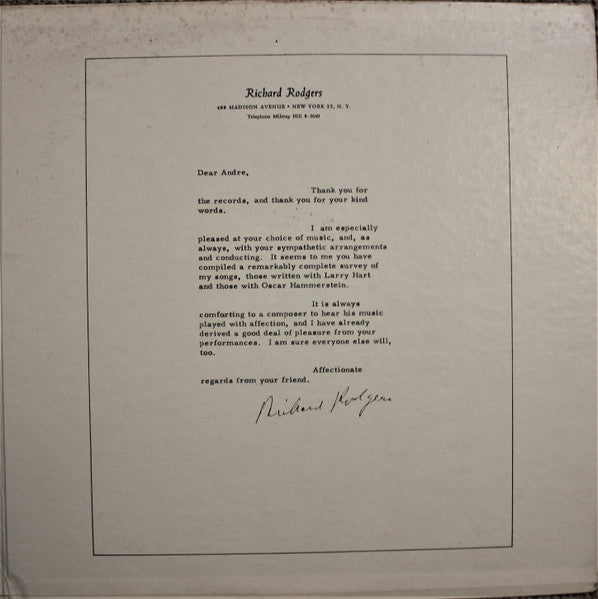 Richard Rodgers
488 MADISON AVENUE • NEW YORK 22, N. Y.
Telephone MUrray Hill 8-3640
Dear Andre,
Thank you for
the records, and thank you for your kind
words.
I am especially
pleased at your choice of music, and, as
always, with your sympathetic arrangements
and conducting. It seems to me you have
compiled a remarkably complete survey of
my songs, those written with Larry Hart
and those with Oscar Hammerstein.
It is always
comforting to a composer to hear his music
played with affection, and I have already
derived a good deal of pleasure from your
performances. I am sure everyone else will,
too.
Affectionate
regards from your friend.
Richard Rodgers